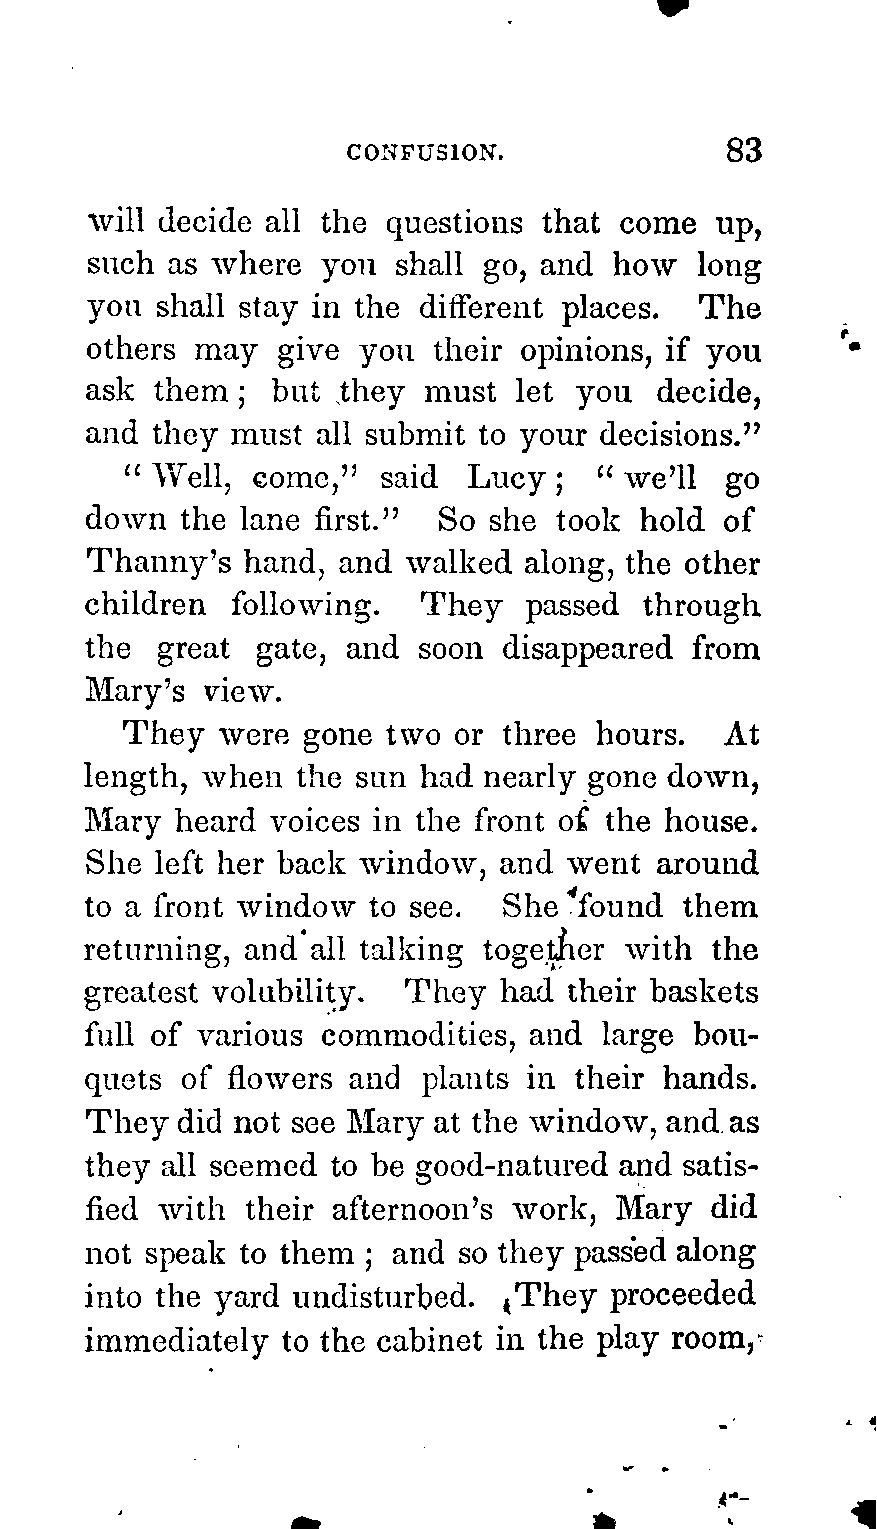 CONFUSION. 83
will decide all the questions that come up,
such as where you shall go, and how long
you shall stay in the different places. The
others may give you their opinions, if you
ask them; but they must let you decide,
and they must all submit to your decisions."
"Well, come," said Lucy; "we'll go
down the lane first." So she took hold of
Thanny's hand, and walked along, the other
children following. They passed through
the great gate, and soon disappeared from
Mary's view.
They were gone two or three hours. At
length, when the sun had nearly gone down,
Mary heard voices in the front of the house.
She left her back window, and went around
to a front window to see. She found them
returning, and all talking together with the
greatest volubility. They had their baskets
full of various commodities, and large bou-
quets of flowers and plants in their hands.
They did not see Mary at the window, and as
they all seemed to be good-natured and satis-
fied with their afternoon's work, Mary did
not speak to them; and so they passed along
into the yard undisturbed. They proceeded
immediately to the cabinet in the play room,